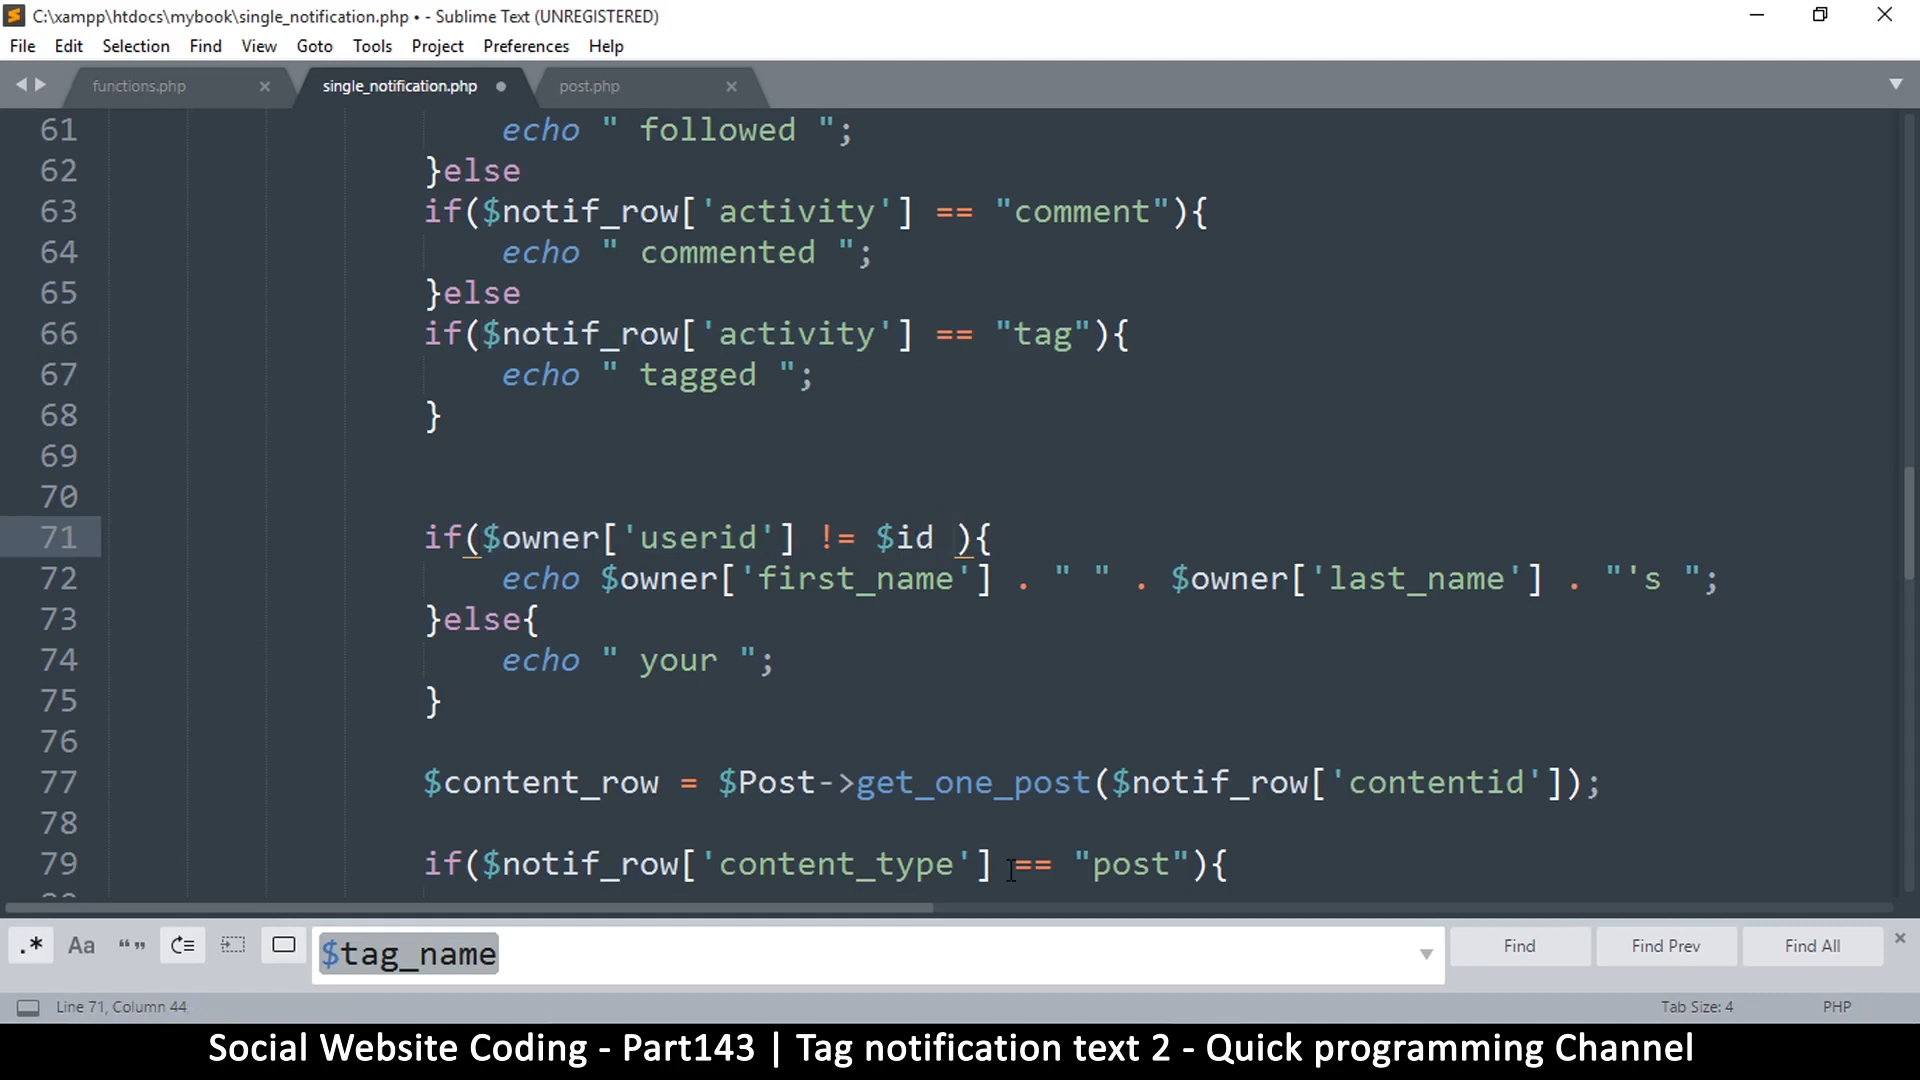 C:\xampp\htdocs\mybook\single_notification.php • - Sublime Text (UNREGISTERED)
File Edit Selection Find View Goto Tools Project Preferences Help
functions.php single_notification.php post.php
61 echo " followed ";
62 }else
63 if($notif_row['activity'] == "comment"){
64 echo " commented ";
65 }else
66 if($notif_row['activity'] == "tag"){
67 echo " tagged ";
68 }
69
70
71 if($owner['userid'] != $id ){
72 echo $owner['first_name'] . " " . $owner['last_name'] . "'s ";
73 }else{
74 echo " your ";
75 }
76
77 $content_row = $Post->get_one_post($notif_row['contentid']);
78
79 if($notif_row['content_type'] == "post"){
.* Aa “” $tag_name Find Find Prev Find All
Line 71, Column 44 Tab Size: 4 PHP
Social Website Coding - Part143 | Tag notification text 2 - Quick programming Channel